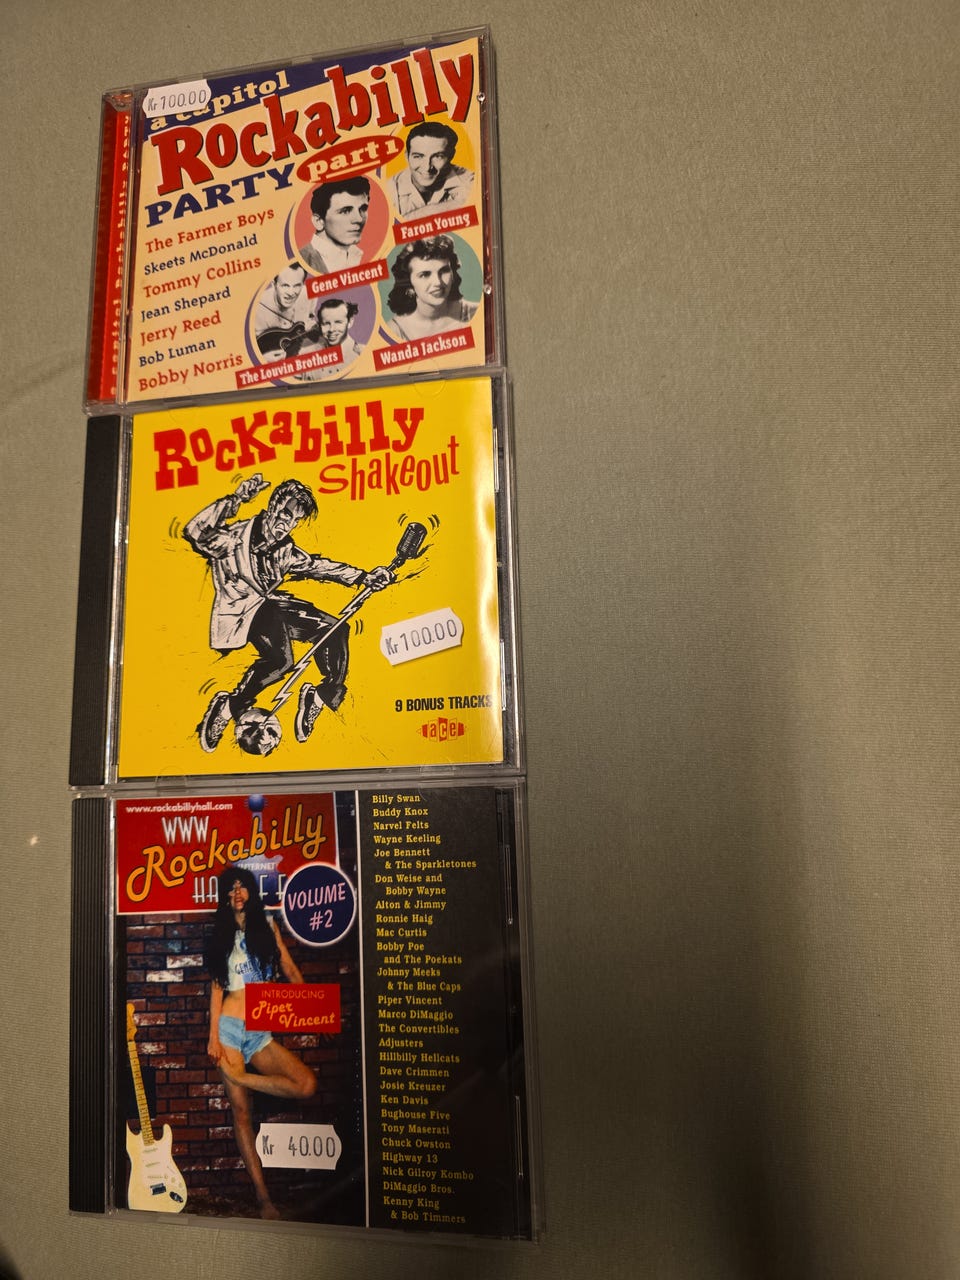 Kr 100.00
a capitol
Rockabilly
PARTY part 1
The Farmer Boys
Skeets McDonald
Tommy Collins
Jean Shepard
Jerry Reed
Bob Luman
Bobby Norris
Faron Young
Gene Vincent
Wanda Jackson
The Louvin Brothers
a capitol Rockabilly PARTY
Rockabilly
Shakeout
Kr 100.00
9 BONUS TRACKS
ace
www.rockabillyhall.com
WWW
Rockabilly
INTERNET
VOLUME
#2
INTRODUCING
Piper
Vincent
Kr 40.00
Billy Swan
Buddy Knox
Narvel Felts
Wayne Keeling
Joe Bennett
& The Sparkletones
Don Weise and
Bobby Wayne
Alton & Jimmy
Ronnie Haig
Mac Curtis
Bobby Poe
and The Poekats
Johnny Meeks
& The Blue Caps
Piper Vincent
Marco DiMaggio
The Convertibles
Adjusters
Hillbilly Hellcats
Dave Crimmen
Josie Kreuzer
Ken Davis
Bughouse Five
Tony Maserati
Chuck Owston
Highway 13
Nick Gilroy Kombo
DiMaggio Bros.
Kenny King
& Bob Timmers